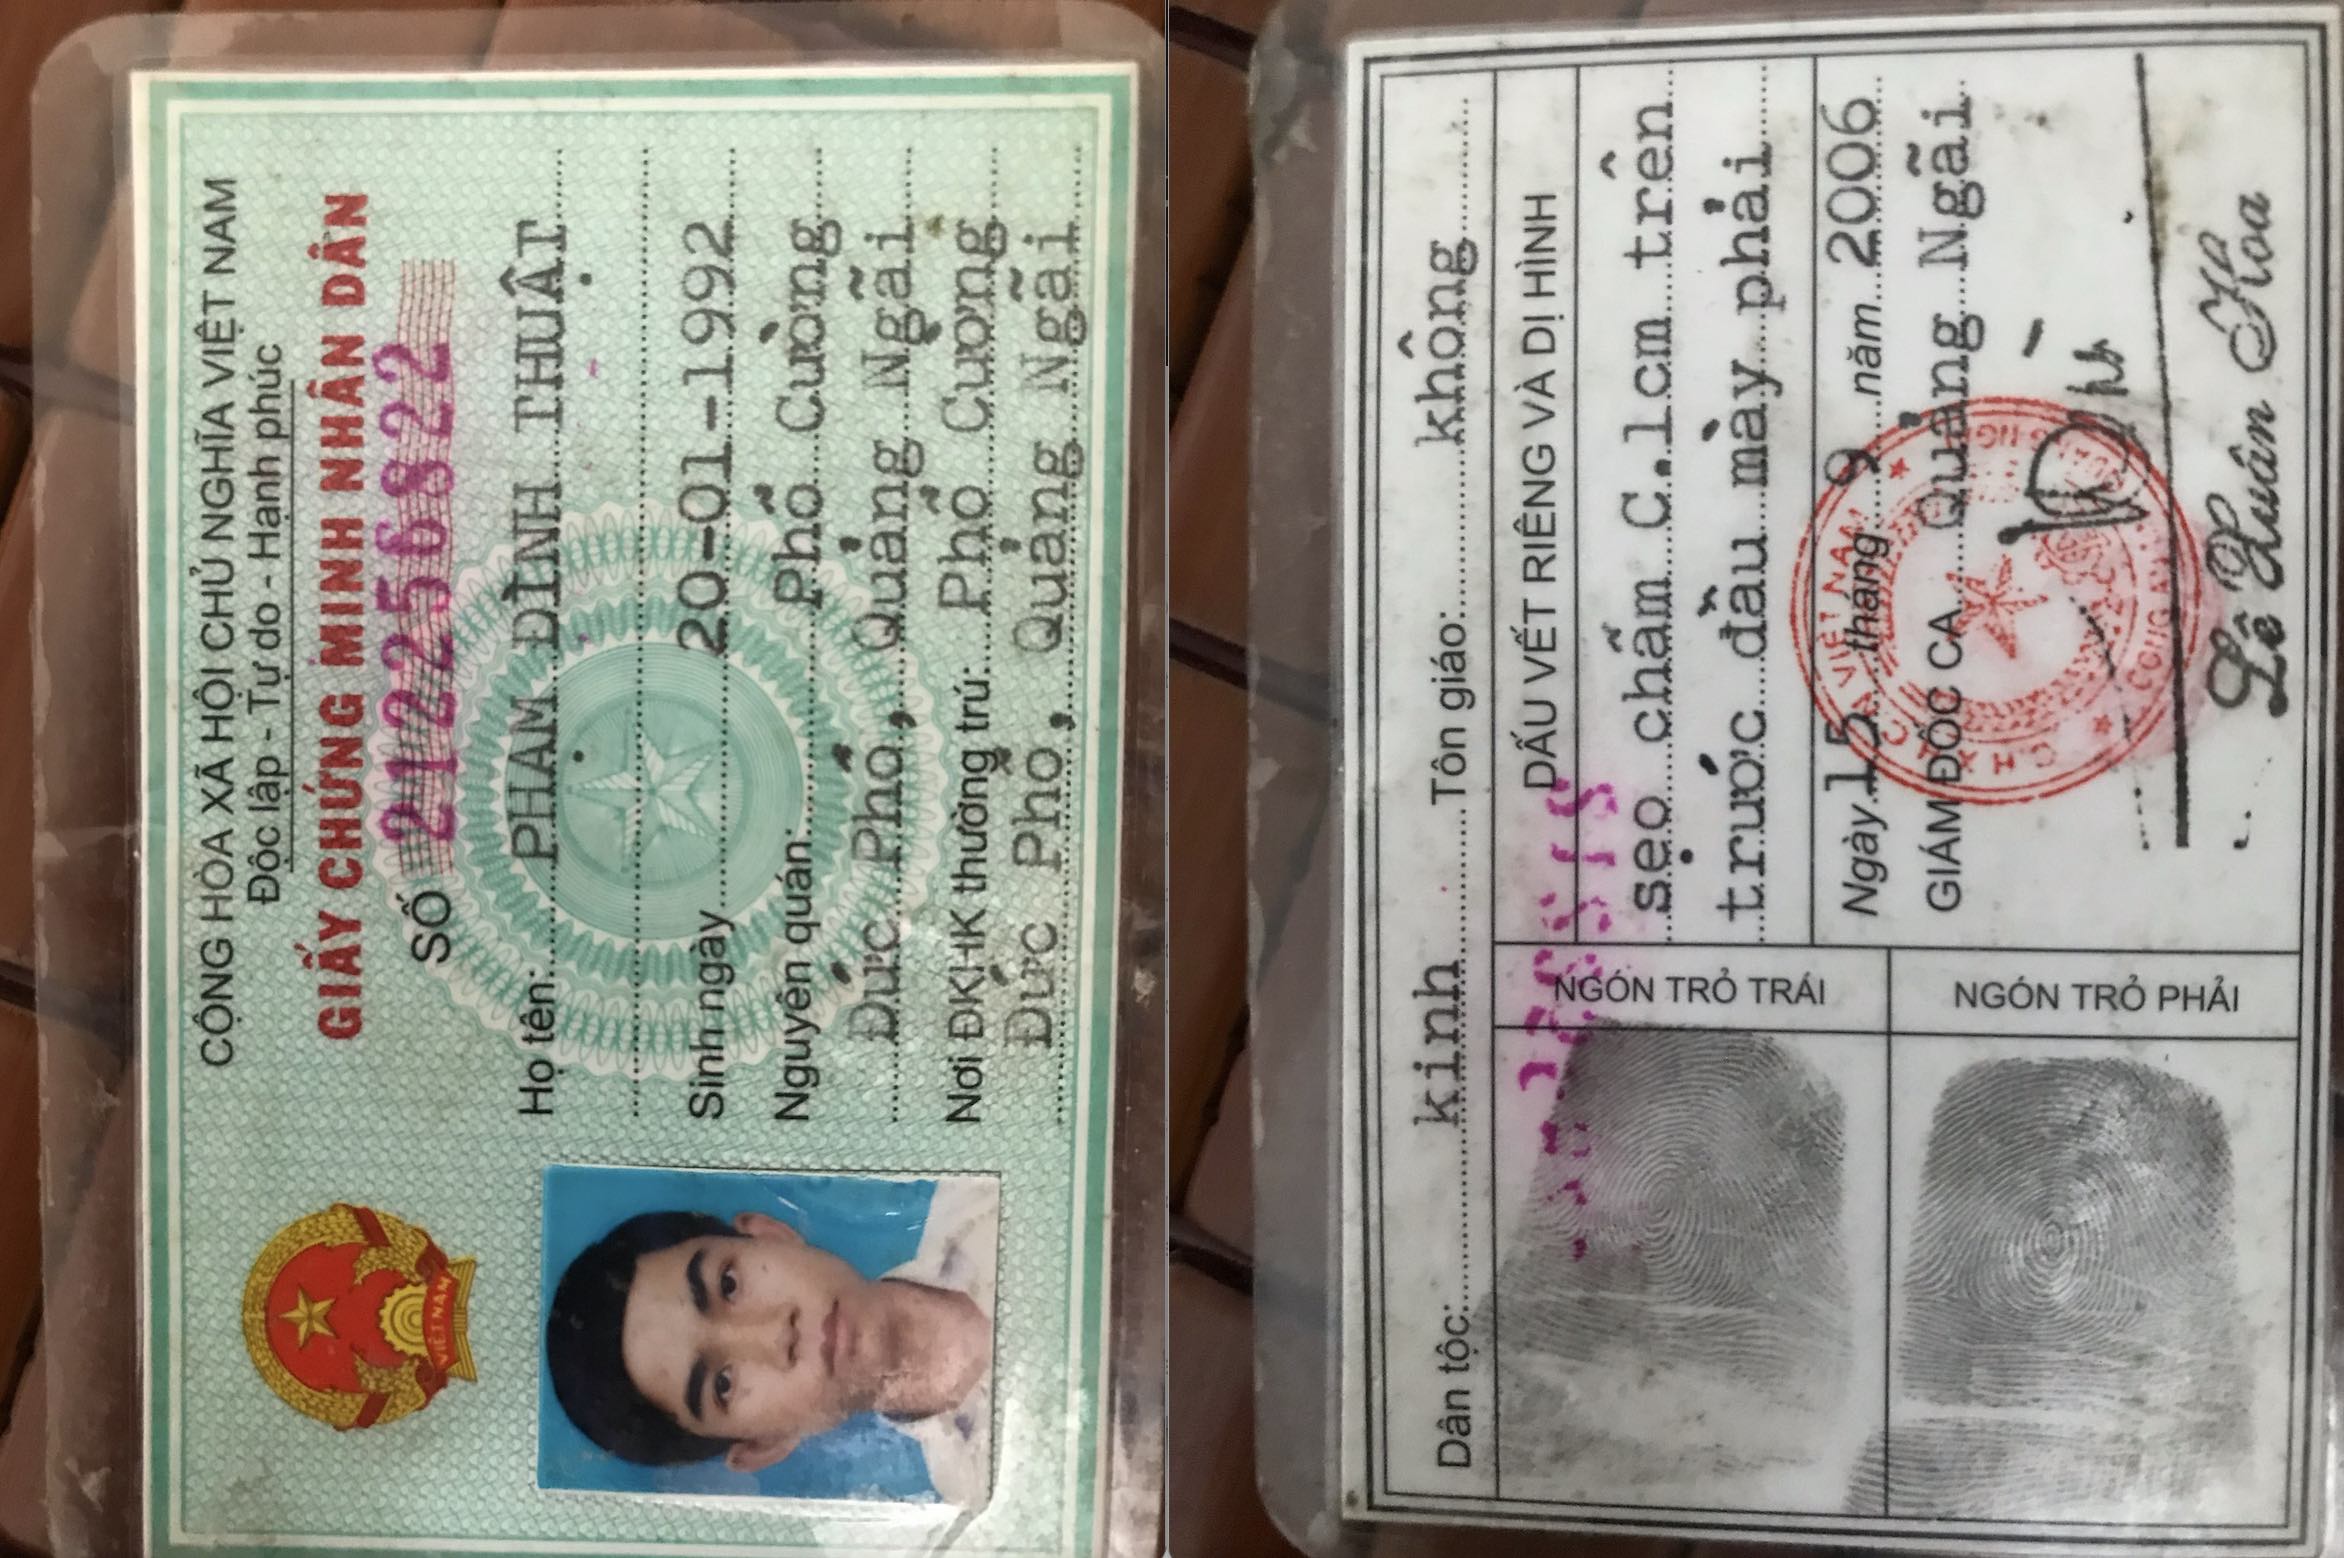 CỘNG HÒA XÃ HỘI CHỦ NGHĨA VIỆT NAM
Độc lập - Tự do - Hạnh phúc
GIẤY CHỨNG MINH NHÂN DÂN
SỐ 212256822
Họ tên: PHẠM ĐÌNH THUẬT
Sinh ngày 20-01-1992
Nguyên quán: Phổ Cường
Đức Phổ, Quảng Ngãi
Nơi ĐKHK thường trú: Phổ Cường
Đức Phổ, Quảng Ngãi
VIỆT NAM
Dân tộc: kinh Tôn giáo: không
DẤU VẾT RIÊNG VÀ DỊ HÌNH
sẹo chấm C.1cm trên
trước đầu mày phải
NGÓN TRỎ TRÁI
NGÓN TRỎ PHẢI
Ngày 15 tháng 9 năm 2006
GIÁM ĐỐC CA Quảng Ngãi
Lê Xuân Hòa